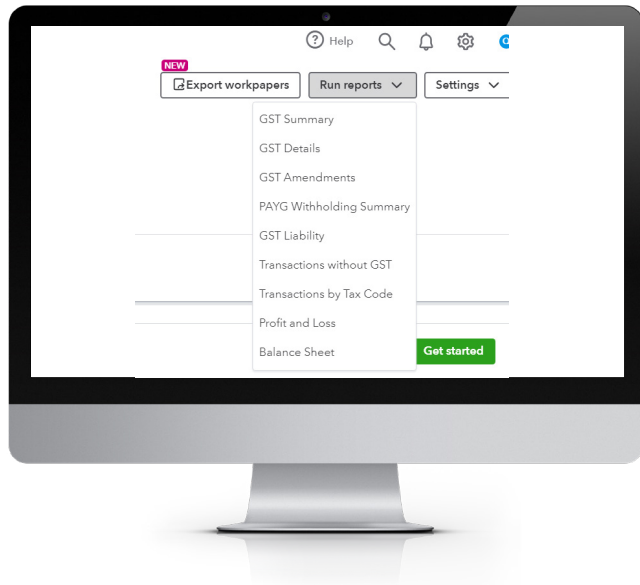 Help
NEW
Export workpapers
Run reports
Settings
GST Summary
GST Details
GST Amendments
PAYG Withholding Summary
GST Liability
Transactions without GST
Transactions by Tax Code
Profit and Loss
Balance Sheet
Get started